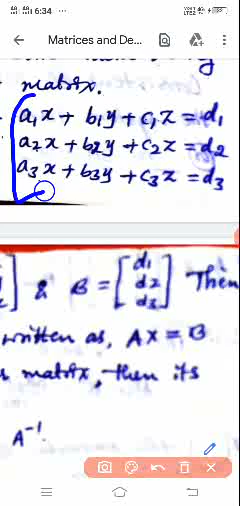 6:34
Matrices and De...
matrix.
a₁x + b₁y + c₁z = d₁
a₂x + b₂y + c₂z = d₂
a₃x + b₃y + c₃z = d₃
] & B = [d₁ d₂ d₃] Then
written as, AX = B
matrix, then its
A⁻¹